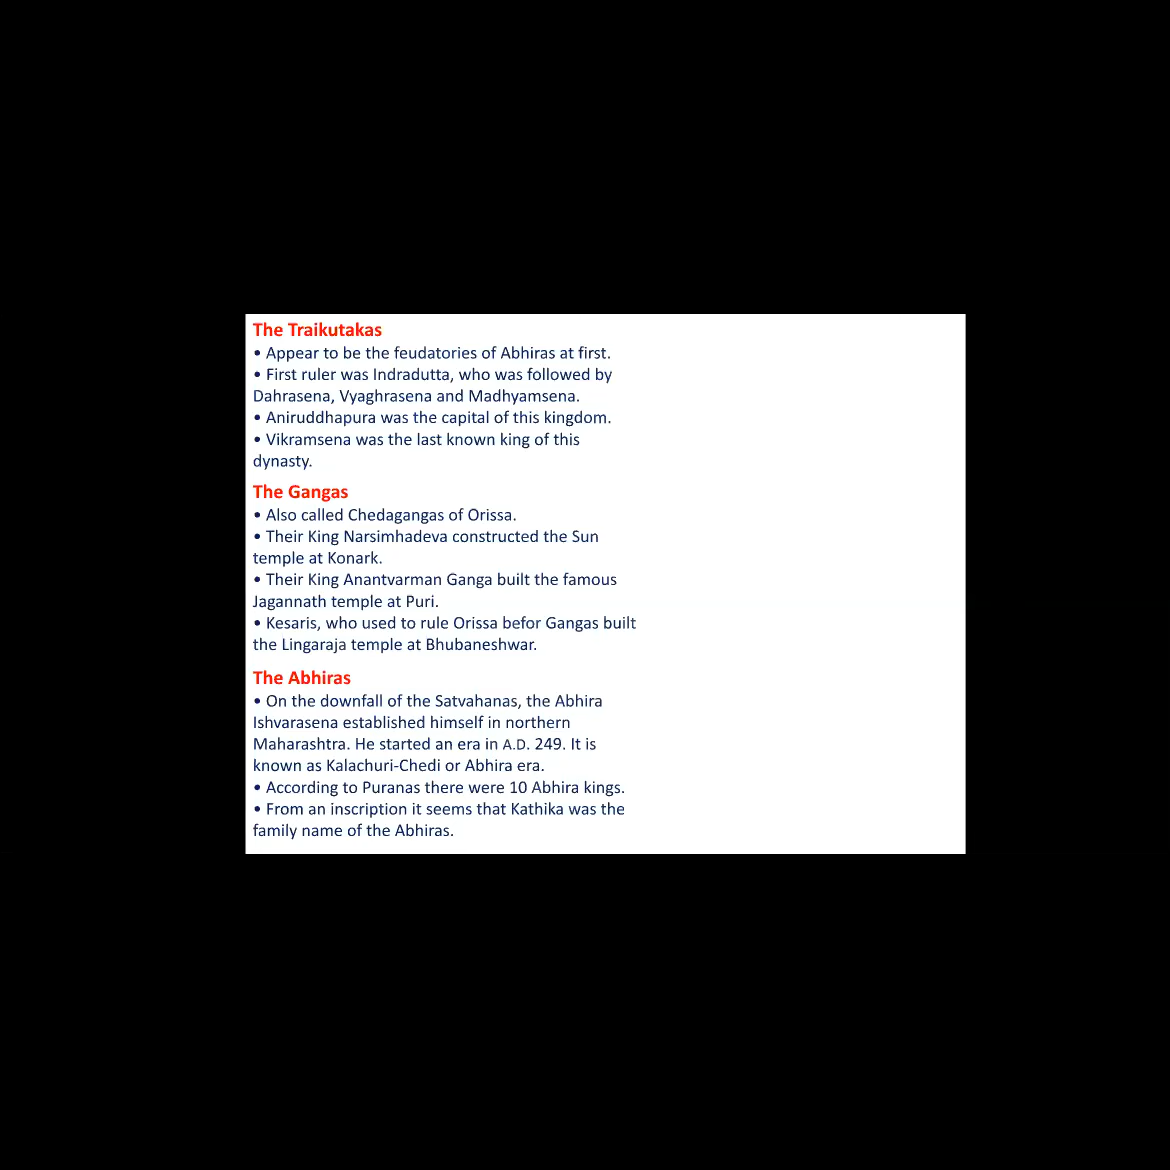 The Traikutakas
• Appear to be the feudatories of Abhiras at first.
• First ruler was Indradutta, who was followed by
Dahrasena, Vyaghrasena and Madhyamsena.
• Aniruddhapura was the capital of this kingdom.
• Vikramsena was the last known king of this
dynasty.
The Gangas
• Also called Chedagangas of Orissa.
• Their King Narsimhadeva constructed the Sun
temple at Konark.
• Their King Anantvarman Ganga built the famous
Jagannath temple at Puri.
• Kesaris, who used to rule Orissa befor Gangas built
the Lingaraja temple at Bhubaneshwar.
The Abhiras
• On the downfall of the Satvahanas, the Abhira
Ishvarasena established himself in northern
Maharashtra. He started an era in A.D. 249. It is
known as Kalachuri-Chedi or Abhira era.
• According to Puranas there were 10 Abhira kings.
• From an inscription it seems that Kathika was the
family name of the Abhiras.